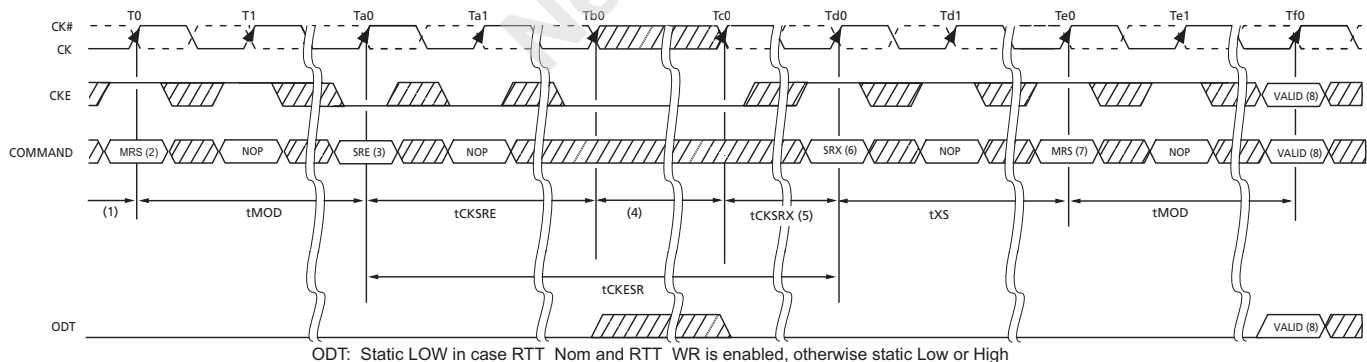 T0 T1 Ta0 Ta1 Tb0 Tc0 Td0 Td1 Te0 Te1 Tf0
CK#
CK
CKE VALID (8)
COMMAND MRS (2) NOP SRE (3) NOP SRX (6) NOP MRS (7) NOP VALID (8)
(1) tMOD tCKSRE (4) tCKSRX (5) tXS tMOD
tCKESR
ODT VALID (8)
ODT: Static LOW in case RTT_Nom and RTT_WR is enabled, otherwise static Low or High